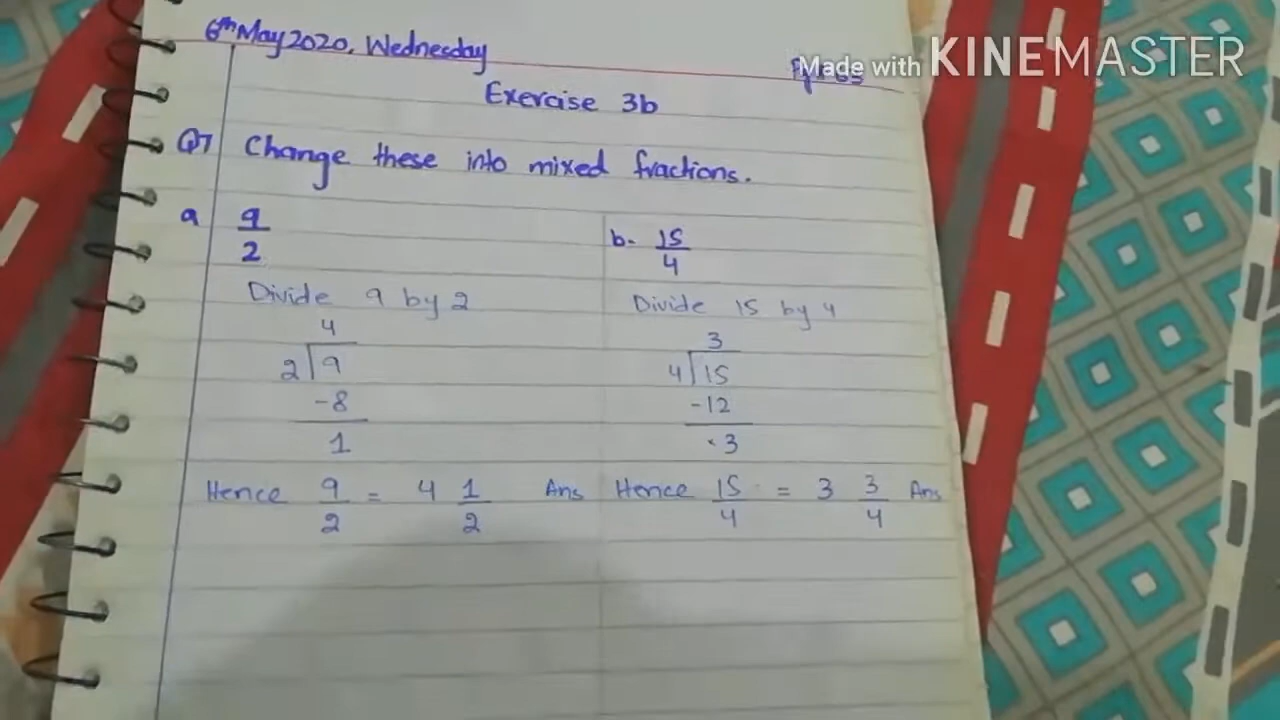 6th May 2020, Wednesday
Made with KINEMASTER
Exercise 3b
Q7 Change these into mixed fractions.
a 9/2
b. 15/4
Divide 9 by 2
4
2 9
-8
1
Hence 9/2 = 4 1/2 Ans
Divide 15 by 4
3
4 15
-12
3
Hence 15/4 = 3 3/4 Ans